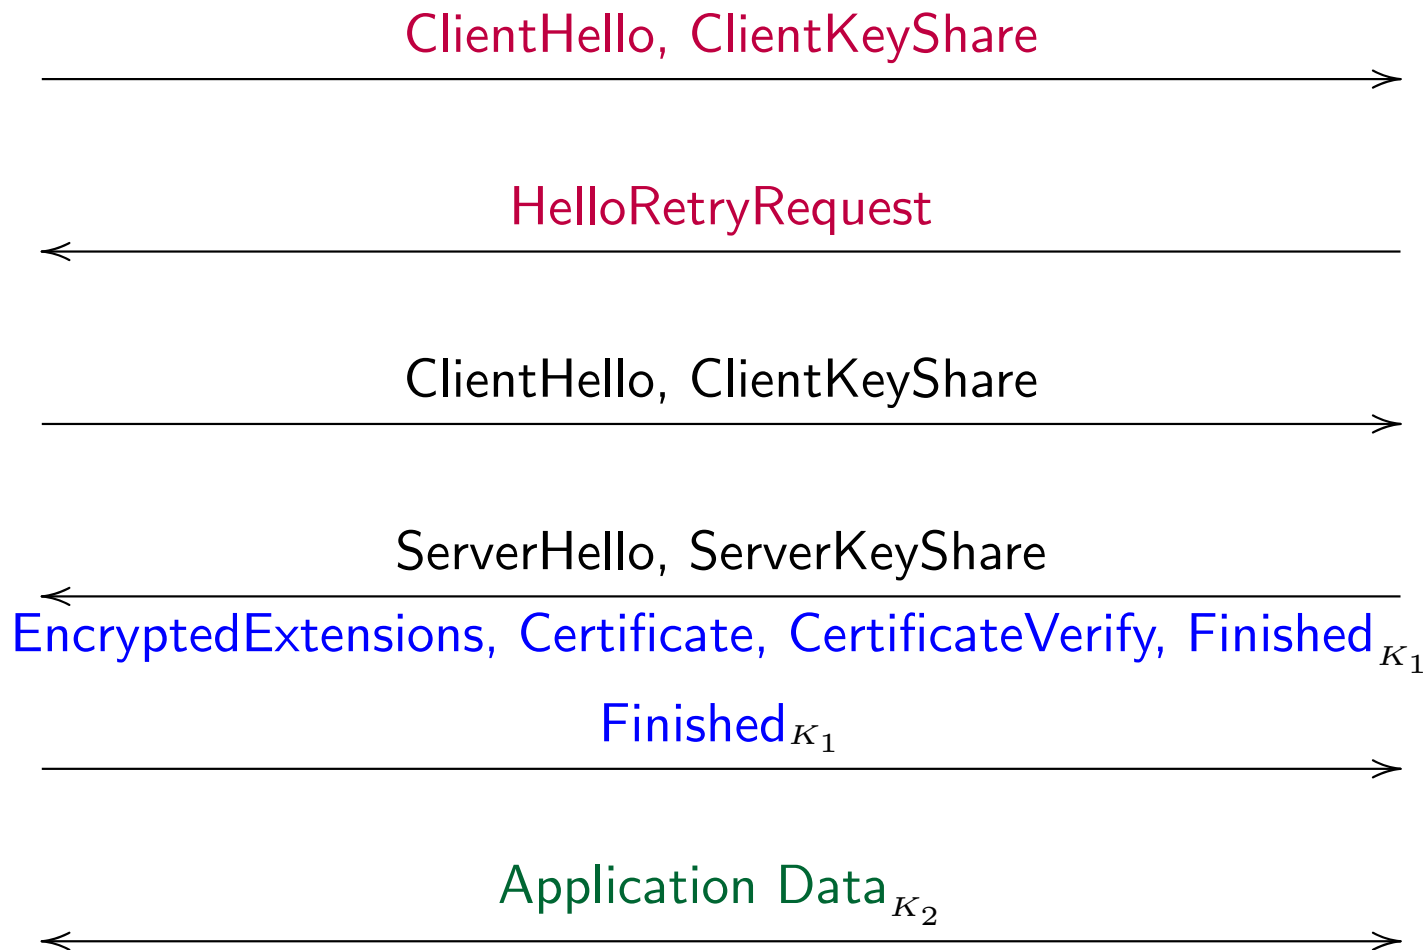 ClientHello, ClientKeyShare
HelloRetryRequest
ClientHello, ClientKeyShare
ServerHello, ServerKeyShare
EncryptedExtensions, Certificate, CertificateVerify, Finished K1
Finished K1
Application Data K2